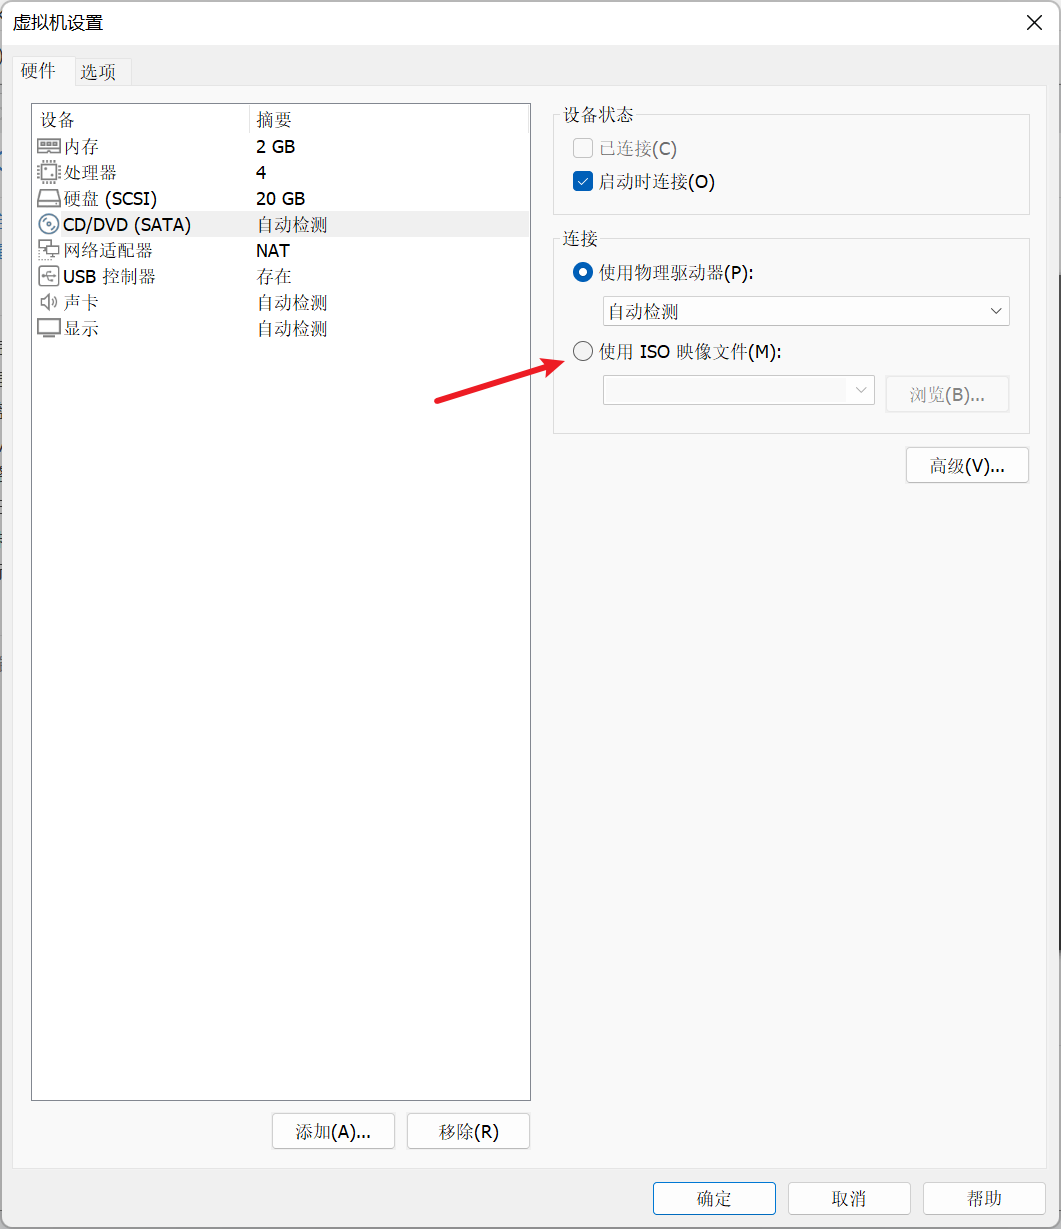 虚拟机设置
硬件 选项
设备 摘要
内存 2 GB
处理器 4
硬盘 (SCSI) 20 GB
CD/DVD (SATA) 自动检测
网络适配器 NAT
USB 控制器 存在
声卡 自动检测
显示 自动检测
添加(A)... 移除(R)
设备状态
已连接(C)
启动时连接(O)
连接
使用物理驱动器(P):
自动检测
使用 ISO 映像文件(M):
浏览(B)...
高级(V)...
确定 取消 帮助